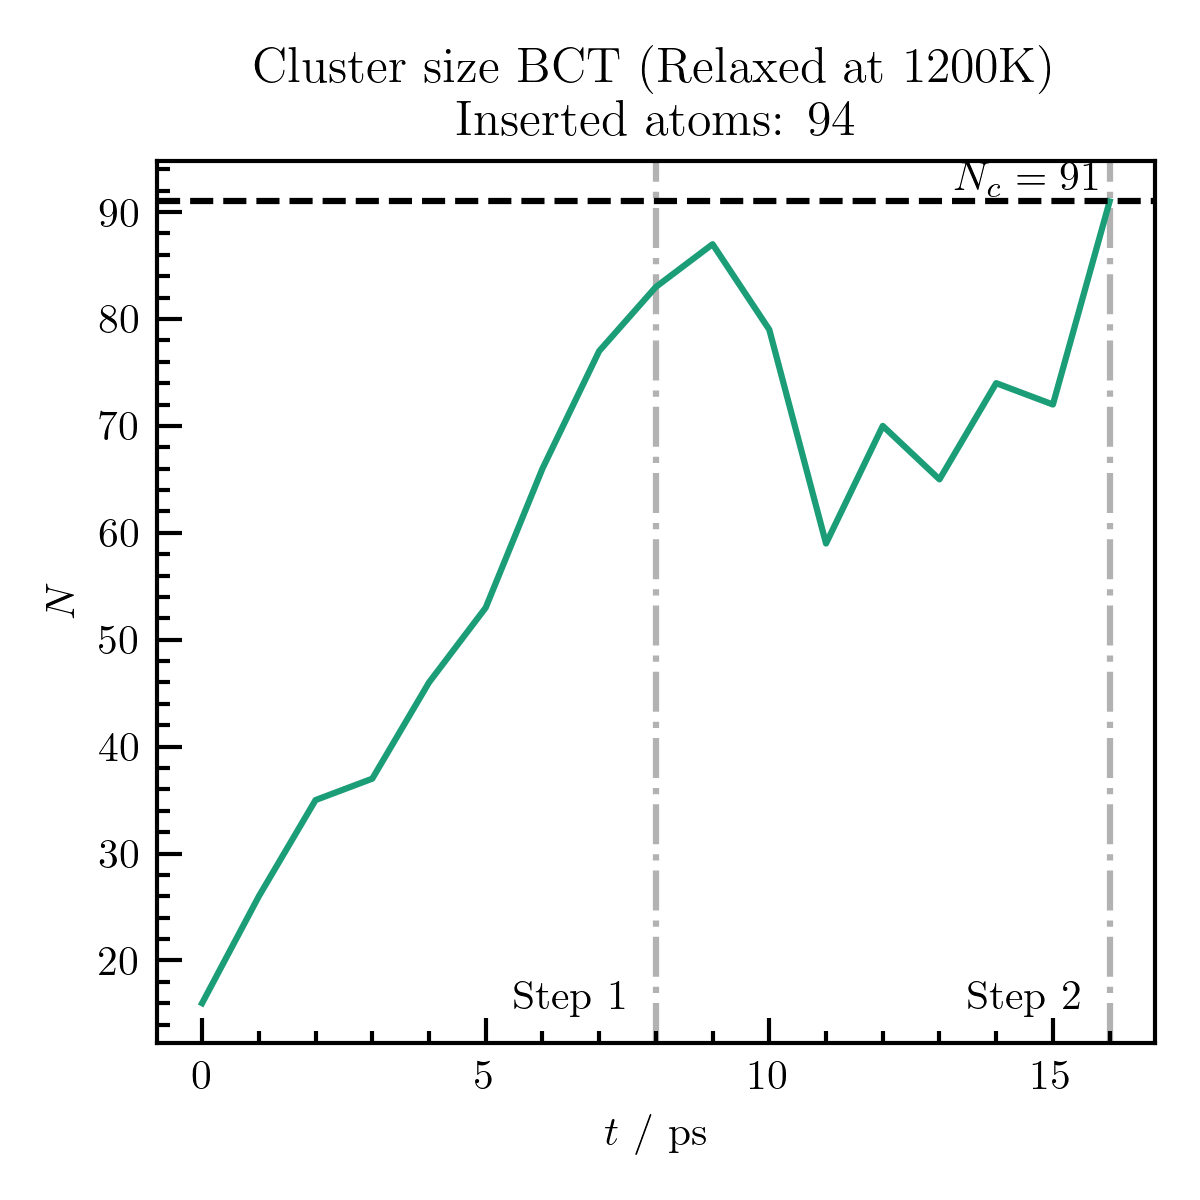 Cluster size BCT (Relaxed at 1200K)
Inserted atoms: 94
N_c = 91
90
80
70
60
50
40
30
20
N
Step 1
Step 2
0
5
10
15
t / ps